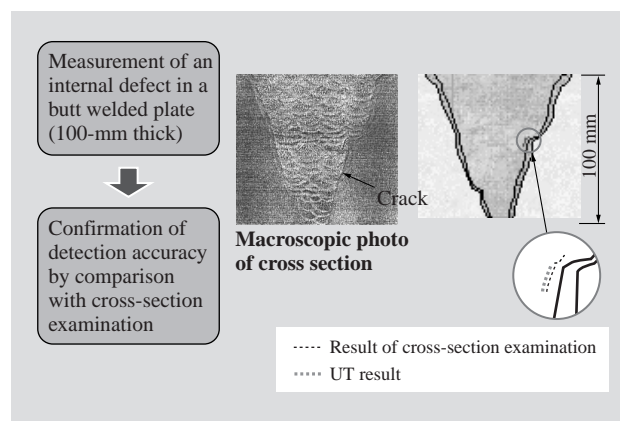 Measurement of an
internal defect in a
butt welded plate
(100-mm thick)
Confirmation of
detection accuracy
by comparison
with cross-section
examination
Crack
Macroscopic photo
of cross section
100 mm
Result of cross-section examination
UT result